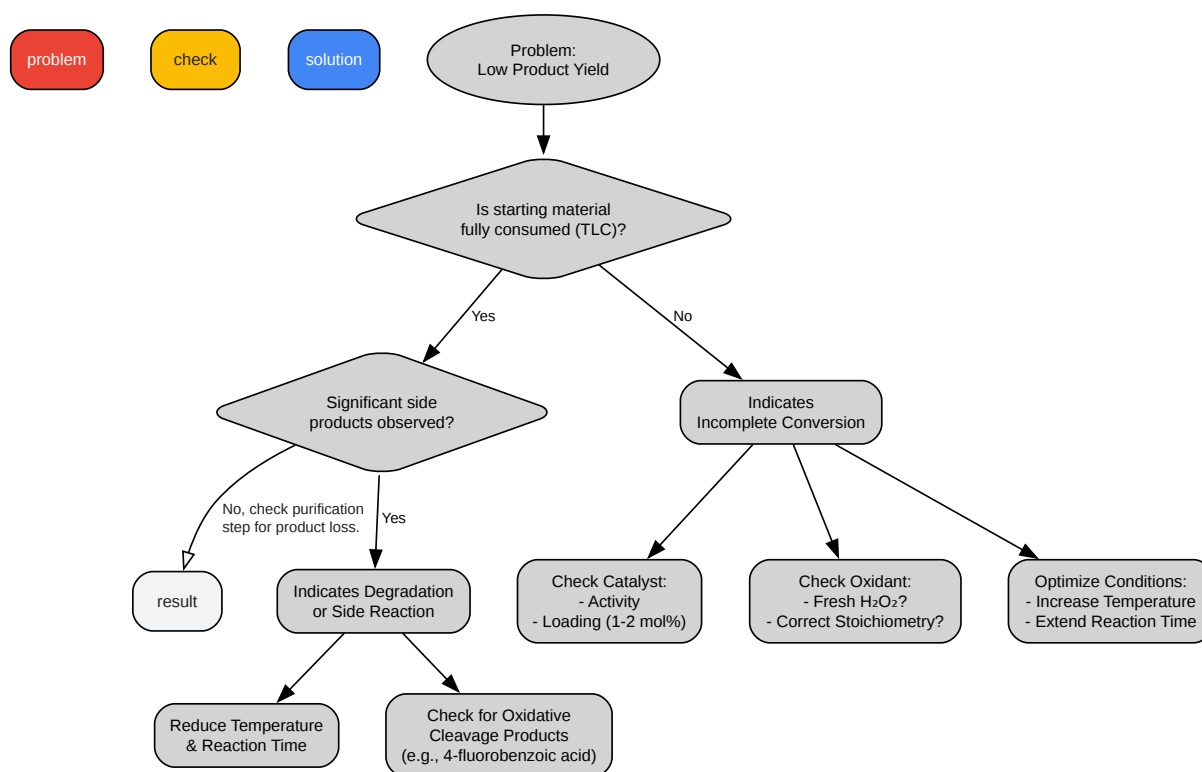 problem
check
solution
Problem:
Low Product Yield
Is starting material
fully consumed (TLC)?
Yes
No
Significant side
products observed?
Indicates
Incomplete Conversion
No, check purification
step for product loss.
Yes
result
Indicates Degradation
or Side Reaction
Check Catalyst:
- Activity
- Loading (1-2 mol%)
Check Oxidant:
- Fresh H₂O₂?
- Correct Stoichiometry?
Optimize Conditions:
- Increase Temperature
- Extend Reaction Time
Reduce Temperature
& Reaction Time
Check for Oxidative
Cleavage Products
(e.g., 4-fluorobenzoic acid)